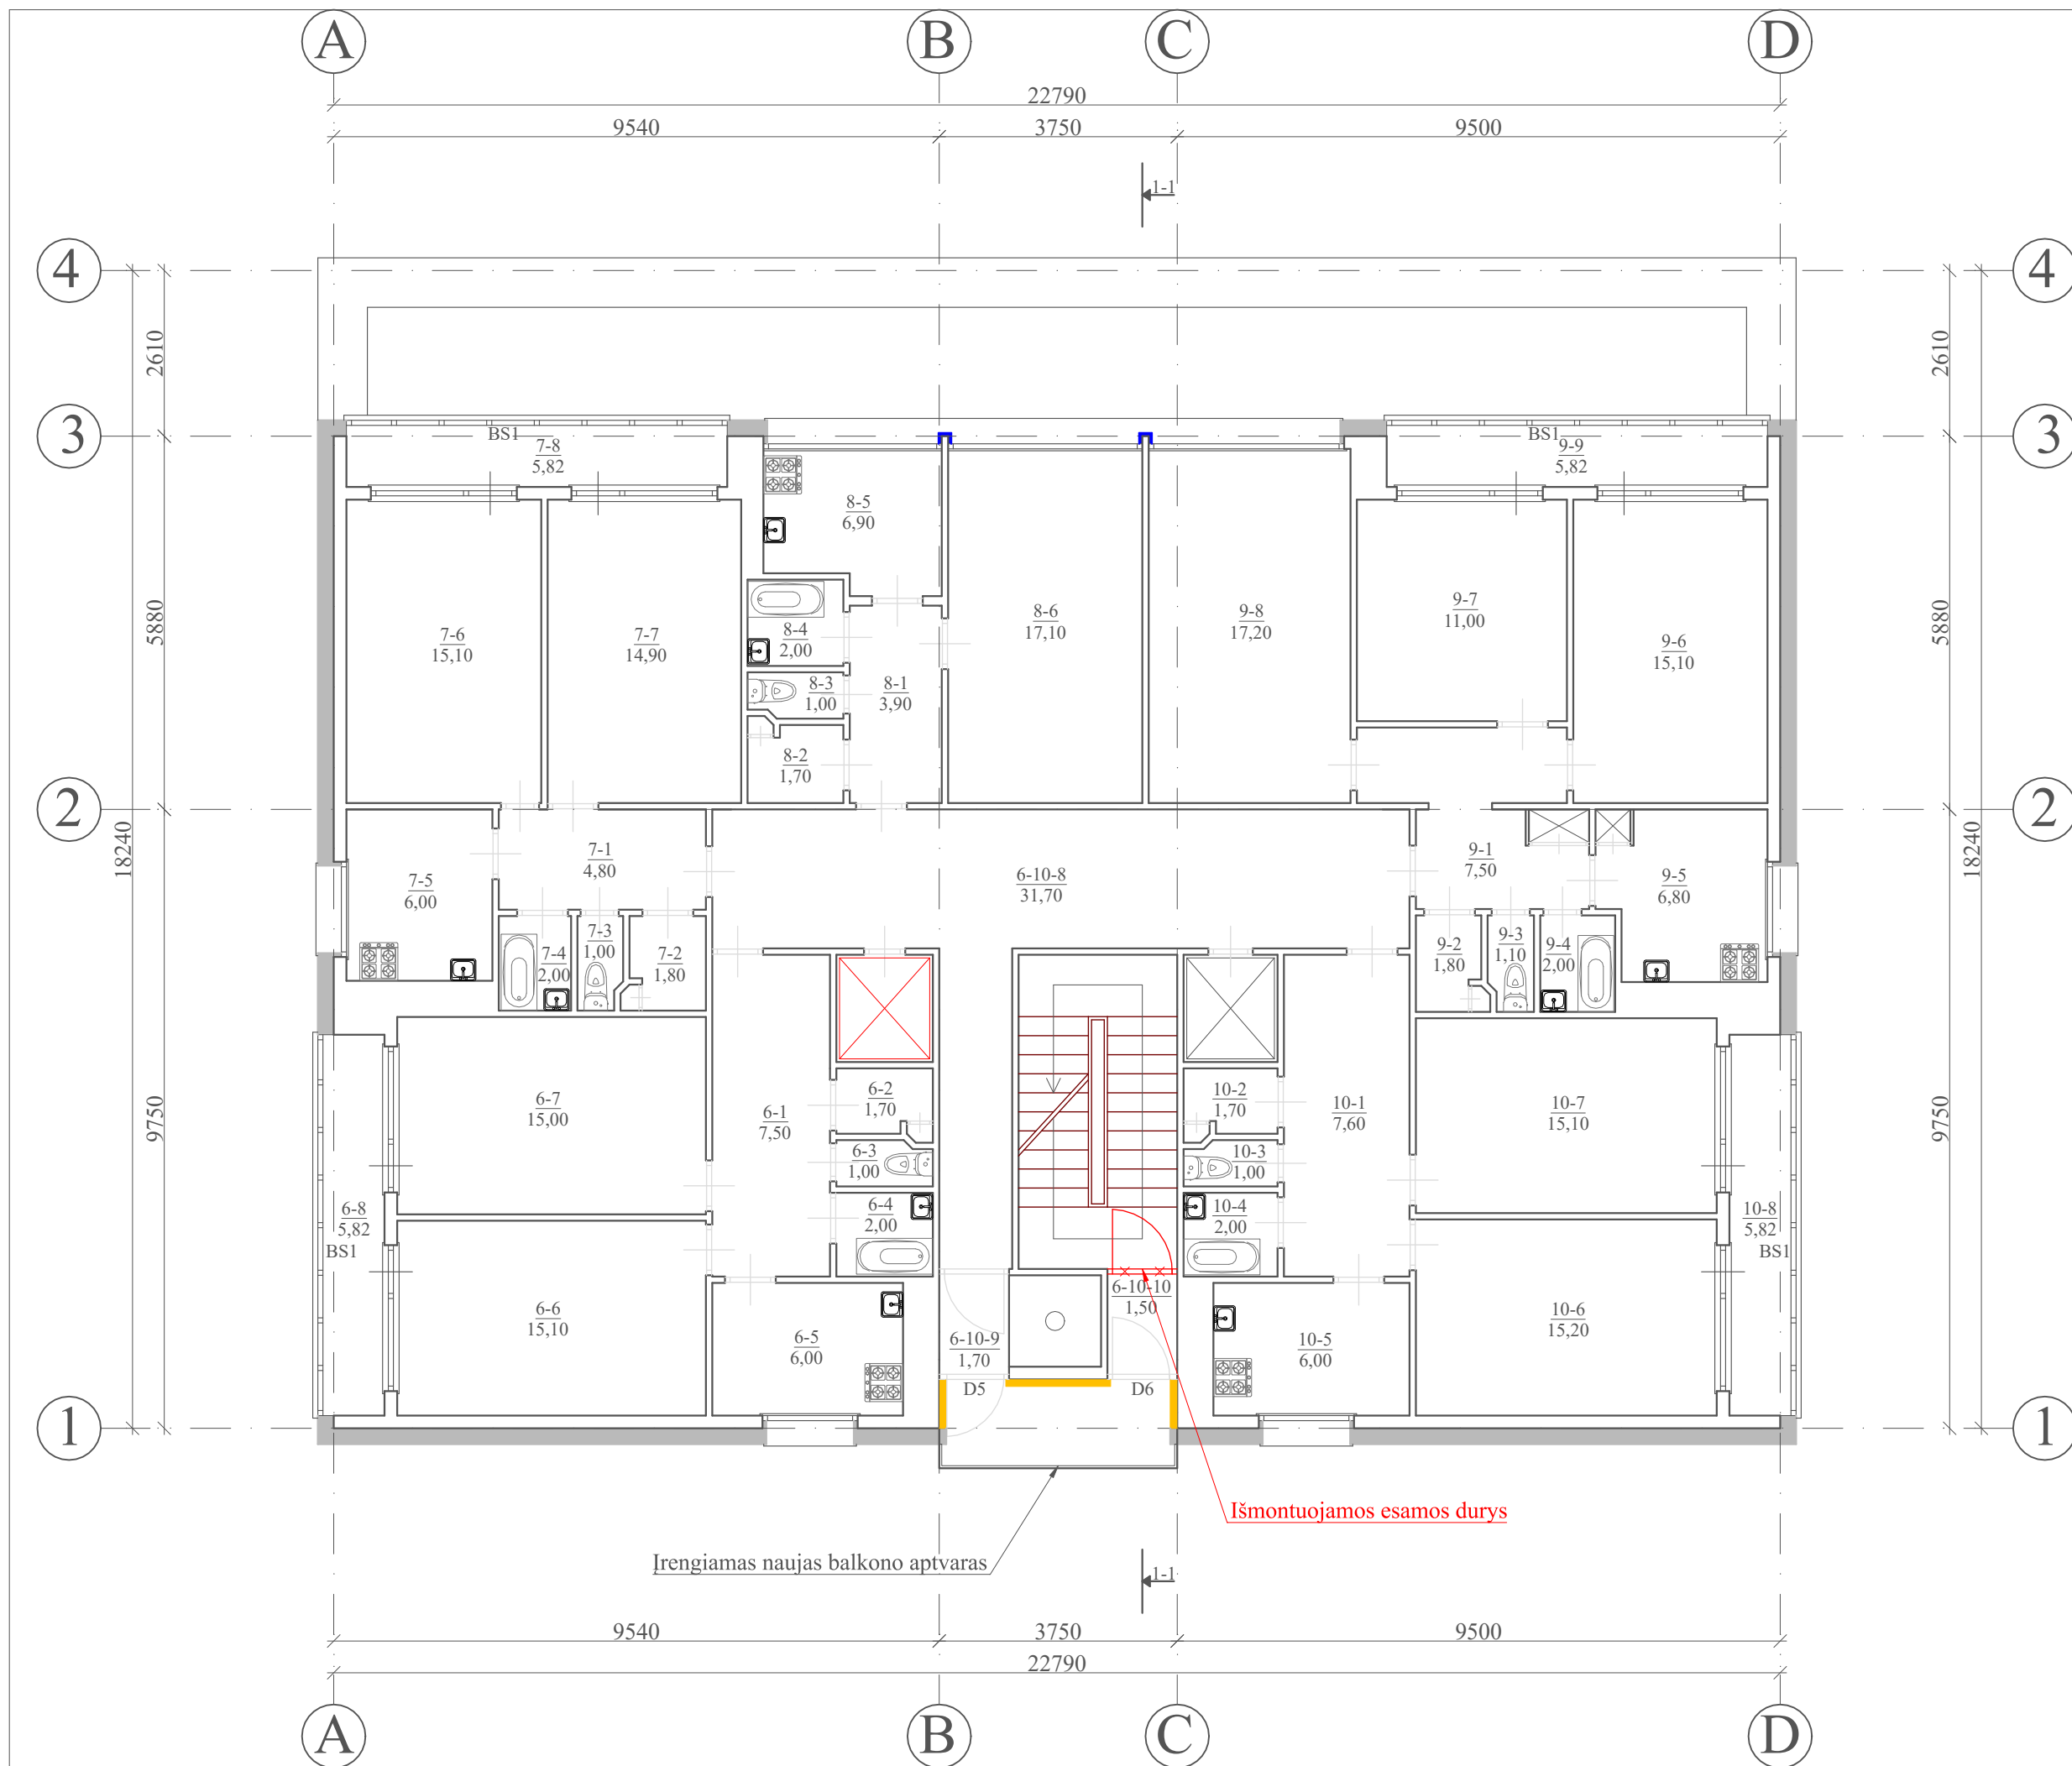 A B C D
22790
9540 3750 9500
1-1
4 4
2610 2610
3 3
BS1 BS1
7-8 9-9
5,82 5,82
8-5
6,90
5880 5880
7-6 7-7 8-4 8-6 9-8 9-7 9-6
15,10 14,90 2,00 17,10 17,20 11,00 15,10
8-3 8-1
1,00 3,90
8-2
1,70
2 2
18240 18240
7-1 9-1
4,80 7,50
7-5 6-10-8 9-5
6,00 31,70 6,80
7-4 7-3 7-2 9-2 9-3 9-4
2,00 1,00 1,80 1,80 1,10 2,00
9750 9750
6-7 6-1 6-2 10-2 10-1 10-7
15,00 7,50 1,70 1,70 7,60 15,10
6-3 10-3
1,00 1,00
6-8 6-4 10-4 10-8
5,82 2,00 2,00 5,82
BS1 BS1
6-6 6-5 6-10-9 6-10-10 10-5 10-6
15,10 6,00 1,70 1,50 6,00 15,20
D5 D6
1 1
Išmontuojamos esamos durys
Įrengiamas naujas balkono aptvaras
1-1
9540 3750 9500
22790
A B C D